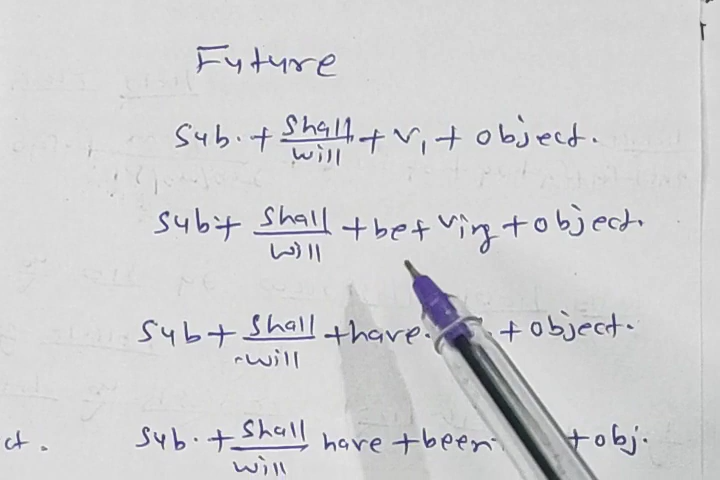 Future
Sub. + Shall/will + V1 + object.
Sub + Shall/will + be + Ving + object.
Sub + Shall/will + have + object.
ct. Sub. + Shall/will have + been + obj.